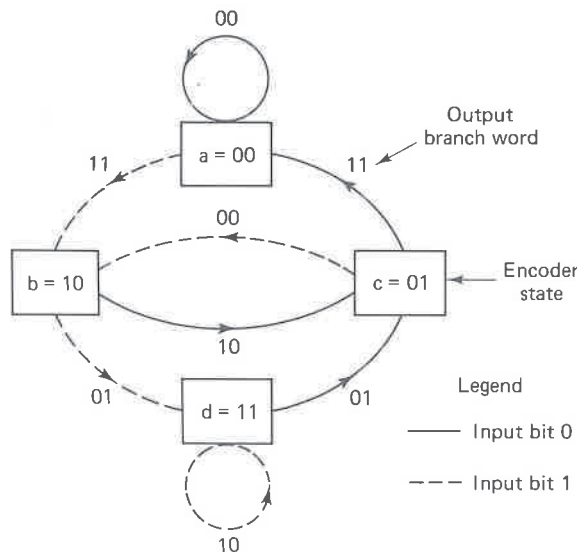 00
a = 00
Output
branch word
11
11
00
b = 10
c = 01
Encoder
state
10
01
d = 11
01
Legend
Input bit 0
Input bit 1
10